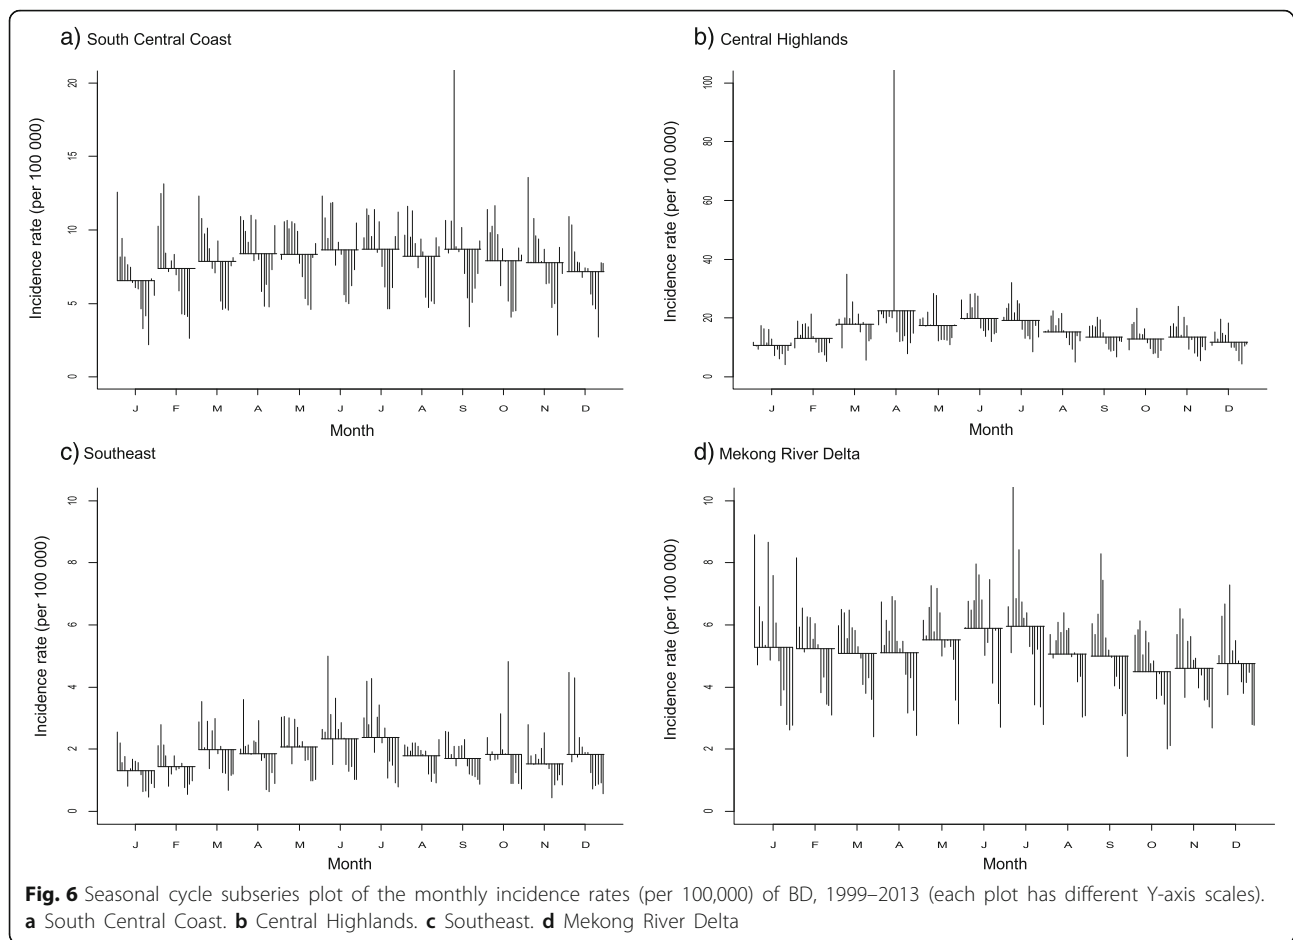 a) South Central Coast
Incidence rate (per 100 000)
20
15
10
5
0
J F M A M J J A S O N D
Month
b) Central Highlands
Incidence rate (per 100 000)
100
80
60
40
20
0
J F M A M J J A S O N D
Month
c) Southeast
Incidence rate (per 100 000)
10
8
6
4
2
0
J F M A M J J A S O N D
Month
d) Mekong River Delta
Incidence rate (per 100 000)
10
8
6
4
2
0
J F M A M J J A S O N D
Month
Fig. 6 Seasonal cycle subseries plot of the monthly incidence rates (per 100,000) of BD, 1999–2013 (each plot has different Y-axis scales).
a South Central Coast. b Central Highlands. c Southeast. d Mekong River Delta